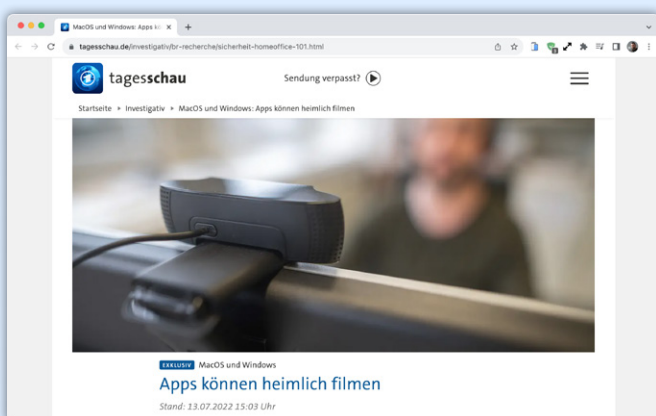 MacOS und Windows: Apps kö
tagesschau.de/investigativ/br-recherche/sicherheit-homeoffice-101.html
tagesschau
Sendung verpasst?
Startseite ▸ Investigativ ▸ MacOS und Windows: Apps können heimlich filmen
EXKLUSIV MacOS und Windows
Apps können heimlich filmen
Stand: 13.07.2022 15:03 Uhr